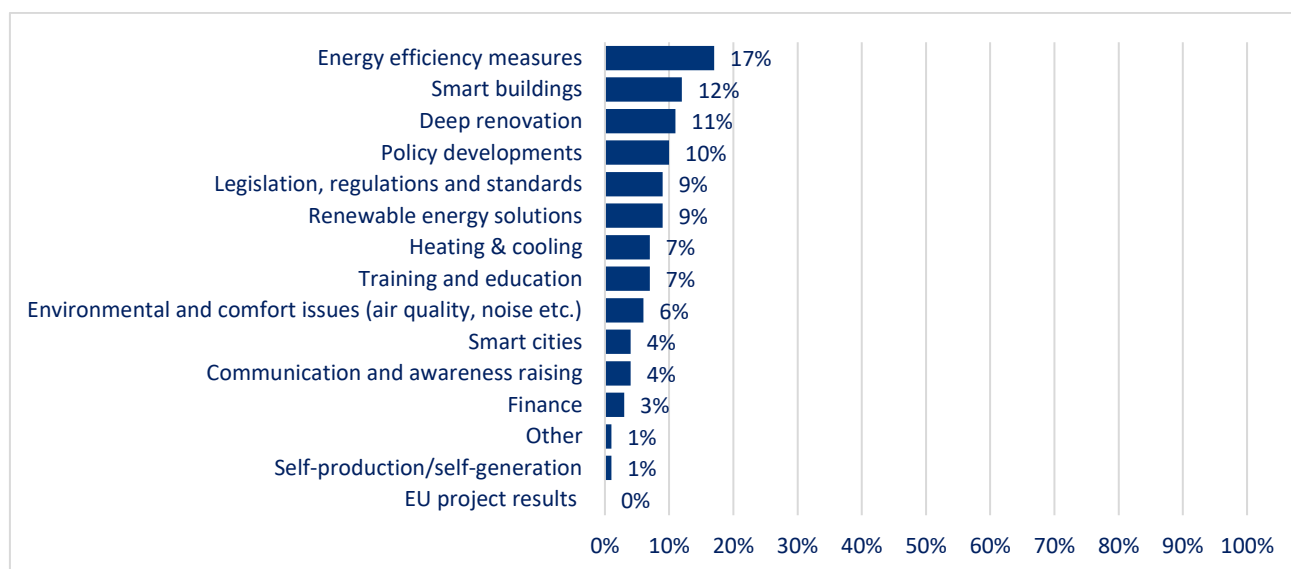 Energy efficiency measures 17%
Smart buildings 12%
Deep renovation 11%
Policy developments 10%
Legislation, regulations and standards 9%
Renewable energy solutions 9%
Heating & cooling 7%
Training and education 7%
Environmental and comfort issues (air quality, noise etc.) 6%
Smart cities 4%
Communication and awareness raising 4%
Finance 3%
Other 1%
Self-production/self-generation 1%
EU project results 0%
0% 10% 20% 30% 40% 50% 60% 70% 80% 90% 100%